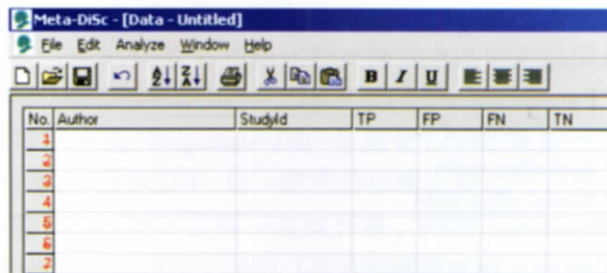 Meta-DiSc - [Data - Untitled]
File Edit Analyze Window Help
B I U
No. Author StudyId TP FP FN TN
1
2
3
4
5
6
7